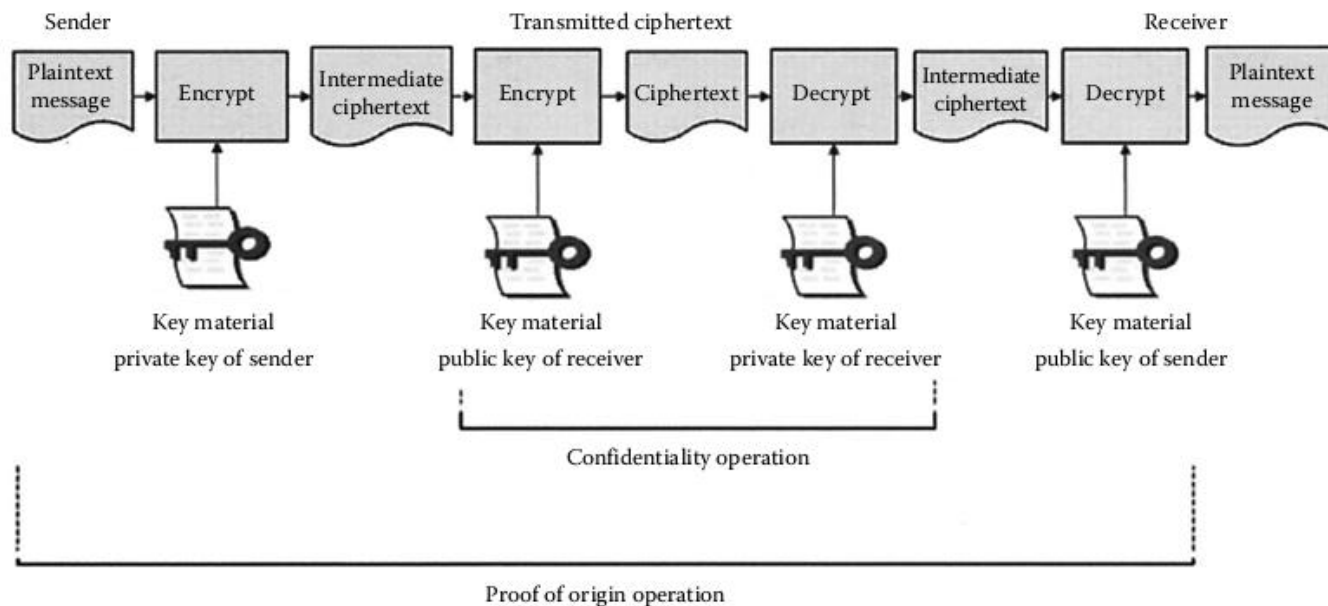 Sender
Transmitted ciphertext
Receiver
Plaintext
message
Encrypt
Intermediate
ciphertext
Encrypt
Ciphertext
Decrypt
Intermediate
ciphertext
Decrypt
Plaintext
message
Key material
private key of sender
Key material
public key of receiver
Key material
private key of receiver
Key material
public key of sender
Confidentiality operation
Proof of origin operation